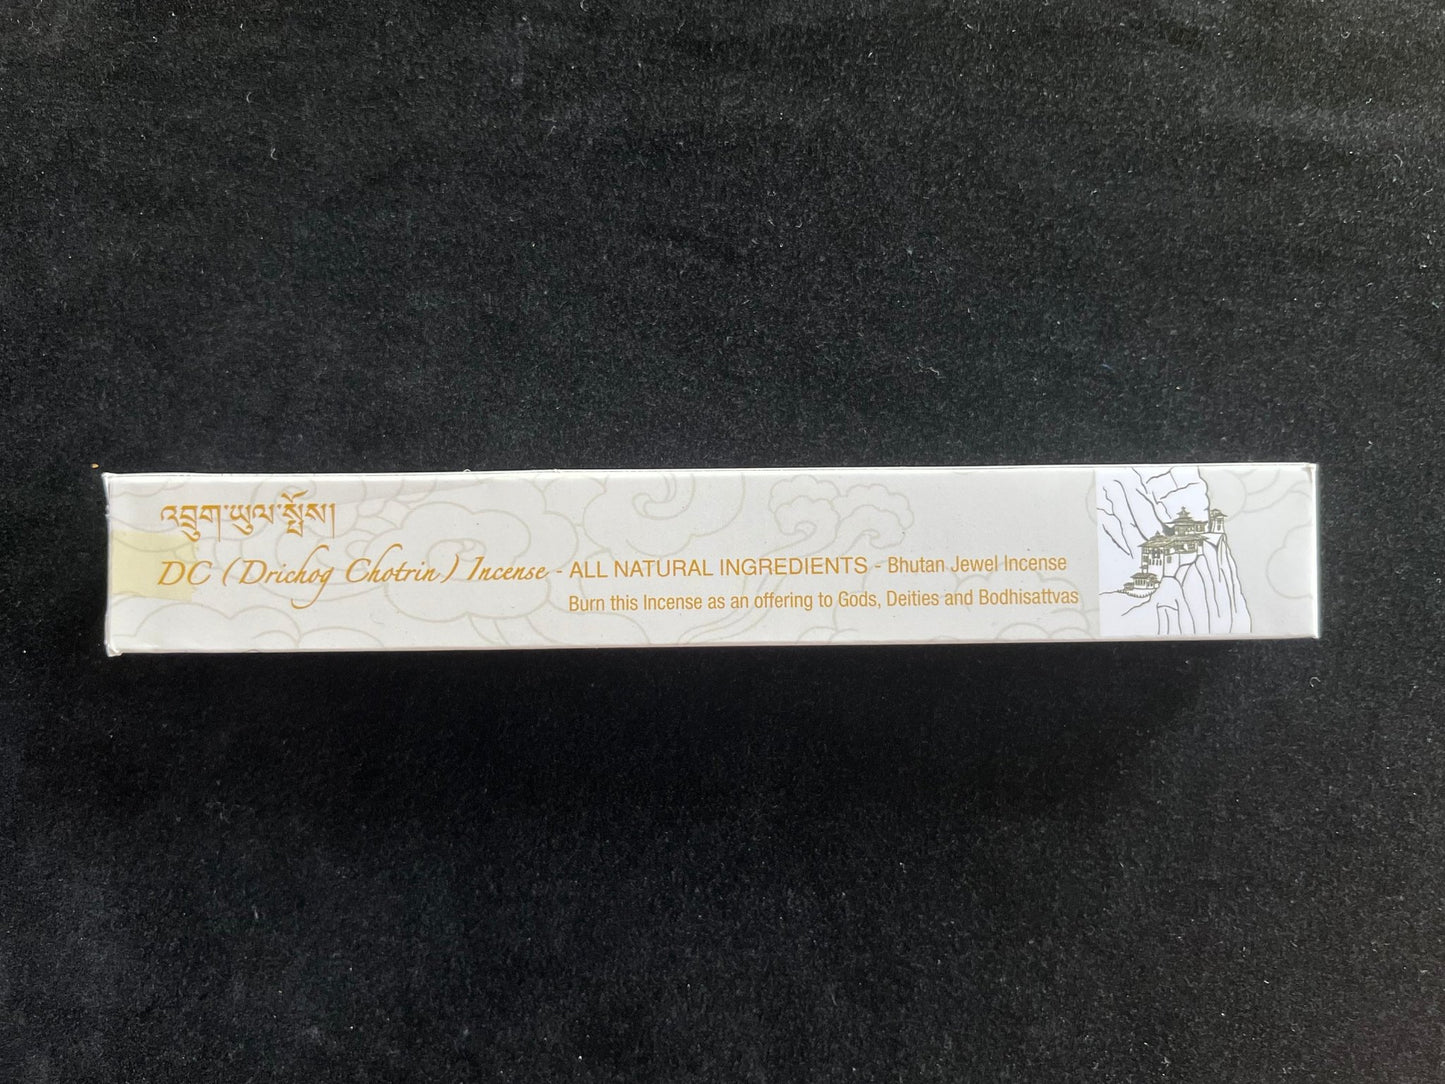 འབྲུག་ཡུལ་སྤོས།
DC (Drichog Chotrin) Incense - ALL NATURAL INGREDIENTS - Bhutan Jewel Incense
Burn this Incense as an offering to Gods, Deities and Bodhisattvas